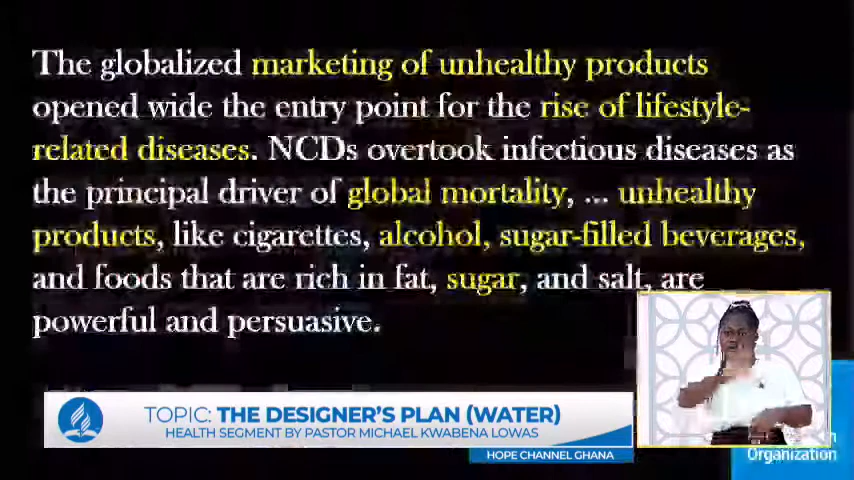 The globalized marketing of unhealthy products
opened wide the entry point for the rise of lifestyle-
related diseases. NCDs overtook infectious diseases as
the principal driver of global mortality, ... unhealthy
products, like cigarettes, alcohol, sugar-filled beverages,
and foods that are rich in fat, sugar, and salt, are
powerful and persuasive.
TOPIC: THE DESIGNER'S PLAN (WATER)
HEALTH SEGMENT BY PASTOR MICHAEL KWABENA LOWAS
HOPE CHANNEL GHANA
Organization